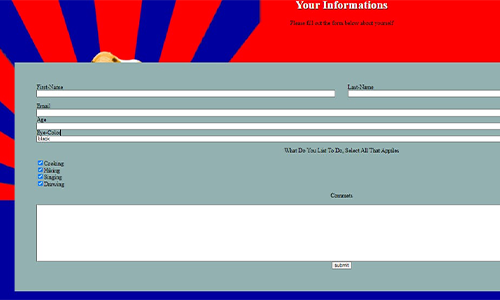 Your Informations
Please fill out the form below about yourself
First-Name
Last-Name
Email
Age
Eye-Color
black
What Do You List To Do, Select All That Applies
Cooking
Hiking
Singing
Drawing
Comments
submit